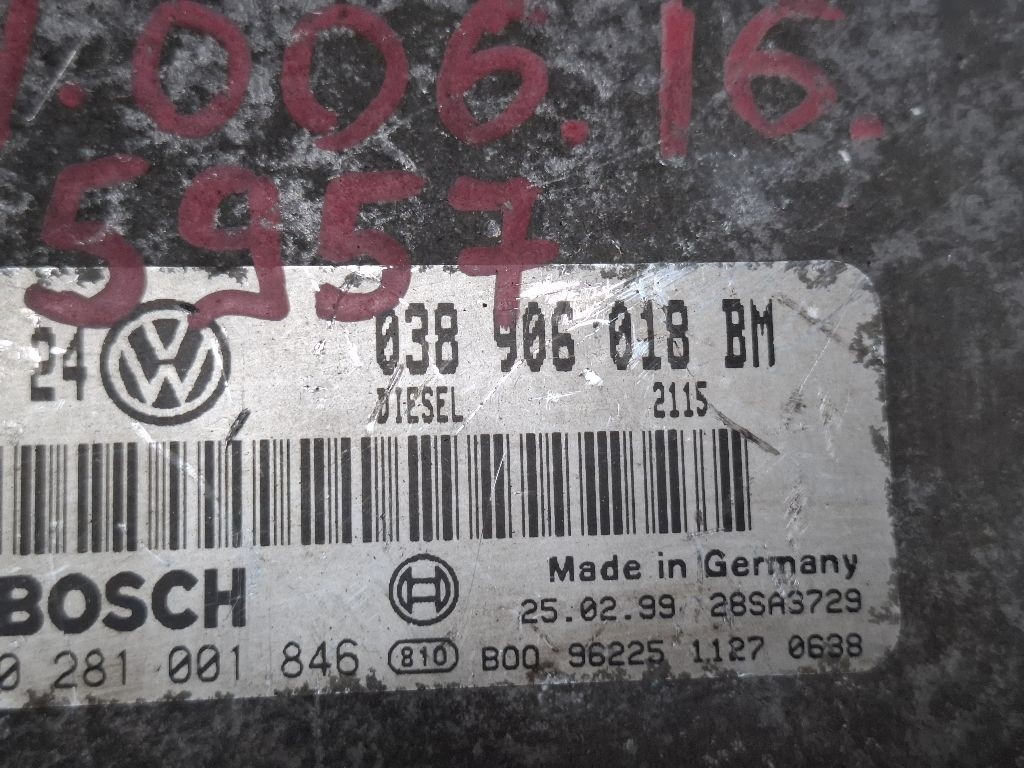 .006.16.
5957
24 038 906 018 BM
DIESEL 2115
BOSCH
Made in Germany
25.02.99 28SA3729
0 281 001 846 810 B00 96225 1127 0638